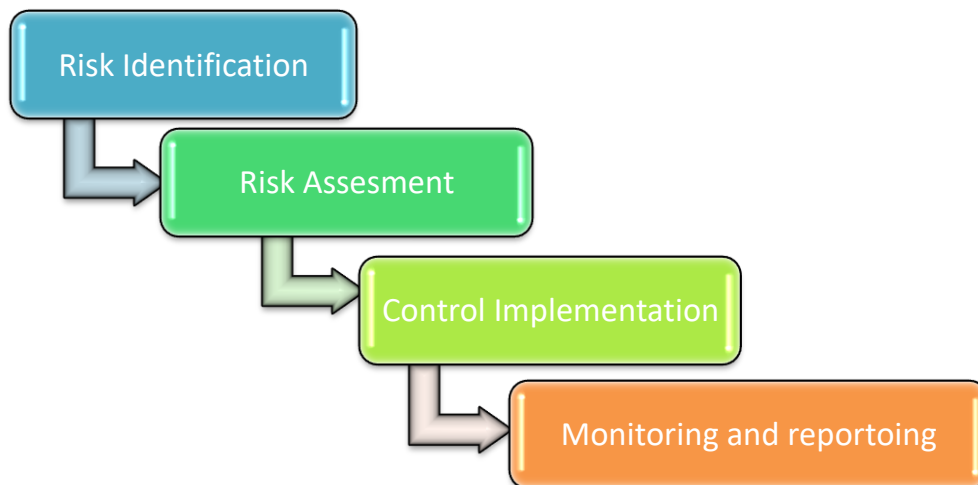 Risk Identification
Risk Assesment
Control Implementation
Monitoring and reportoing